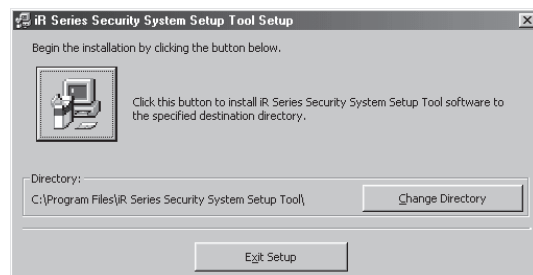 iR Series Security System Setup Tool Setup
Begin the installation by clicking the button below.
Click this button to install iR Series Security System Setup Tool software to
the specified destination directory.
Directory:
C:\Program Files\iR Series Security System Setup Tool\
Change Directory
Exit Setup